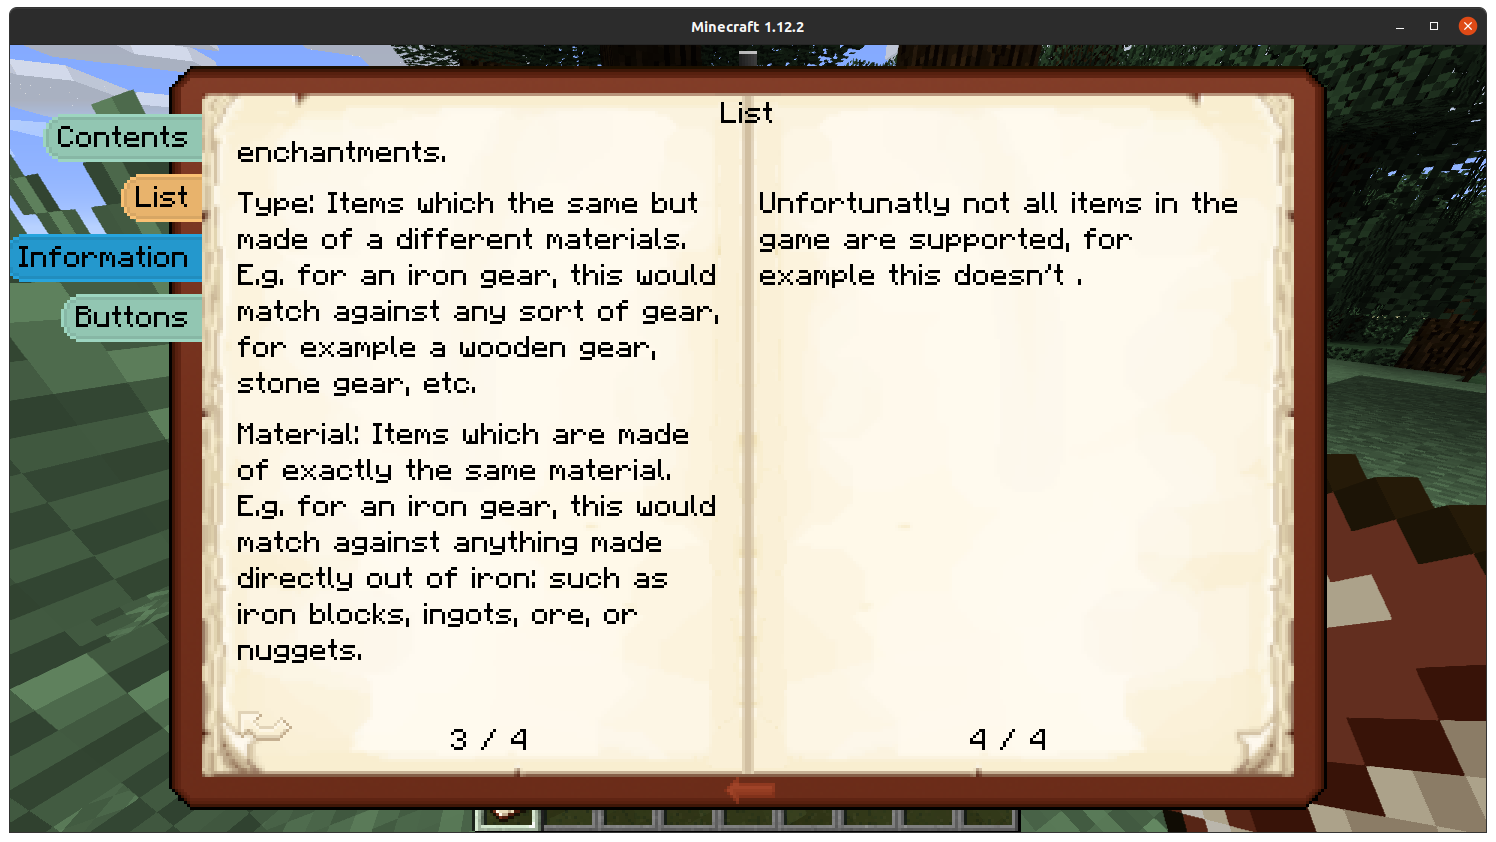 Minecraft 1.12.2
List
Contents
List
Information
Buttons
enchantments.
Type: Items which the same but
made of a different materials.
E.g. for an iron gear, this would
match against any sort of gear,
for example a wooden gear,
stone gear, etc.
Material: Items which are made
of exactly the same material.
E.g. for an iron gear, this would
match against anything made
directly out of iron: such as
iron blocks, ingots, ore, or
nuggets.
3 / 4
Unfortunatly not all items in the
game are supported, for
example this doesn't .
4 / 4